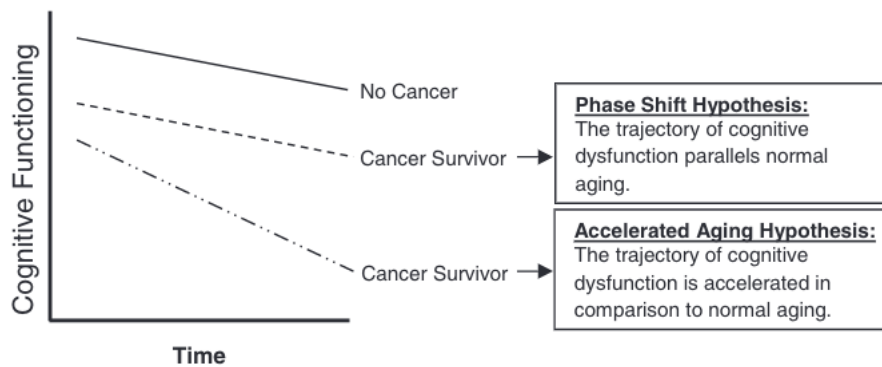 Cognitive Functioning
No Cancer
Cancer Survivor
Phase Shift Hypothesis:
The trajectory of cognitive
dysfunction parallels normal
aging.
Cancer Survivor
Accelerated Aging Hypothesis:
The trajectory of cognitive
dysfunction is accelerated in
comparison to normal aging.
Time